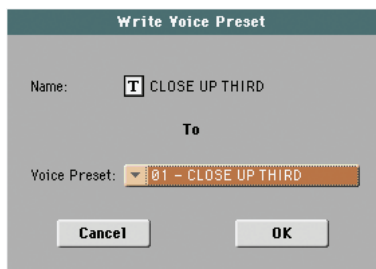 Write Voice Preset
Name: T CLOSE UP THIRD
To
Voice Preset: 01 - CLOSE UP THIRD
Cancel OK